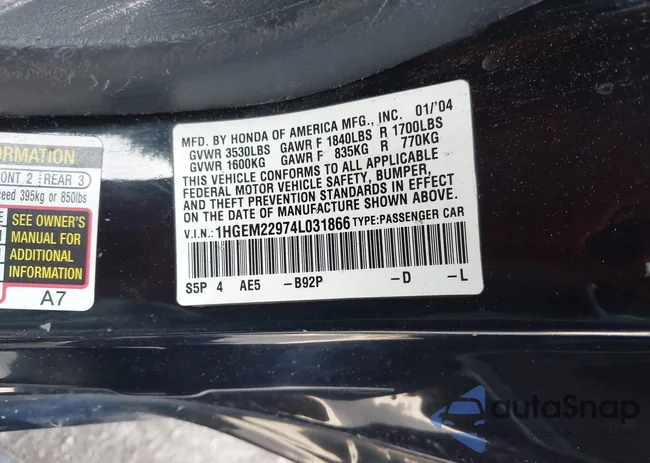 MFD. BY HONDA OF AMERICA MFG., INC. 01/'04
GVWR 3530LBS GAWR F 1840LBS R 1700LBS
GVWR 1600KG GAWR F 835KG R 770KG
THIS VEHICLE CONFORMS TO ALL APPLICABLE
FEDERAL MOTOR VEHICLE SAFETY, BUMPER,
AND THEFT PREVENTION STANDARDS IN EFFECT
ON THE DATE OF MANUFACTURE SHOWN ABOVE.
V.I.N.: 1HGEM22974L031866 TYPE:PASSENGER CAR
S5P 4 AE5 -B92P -D -L
ORMATION
RONT 2 REAR 3
ceed 395kg or 850lbs
SEE OWNER'S
MANUAL FOR
ADDITIONAL
INFORMATION
A7
autoSnap